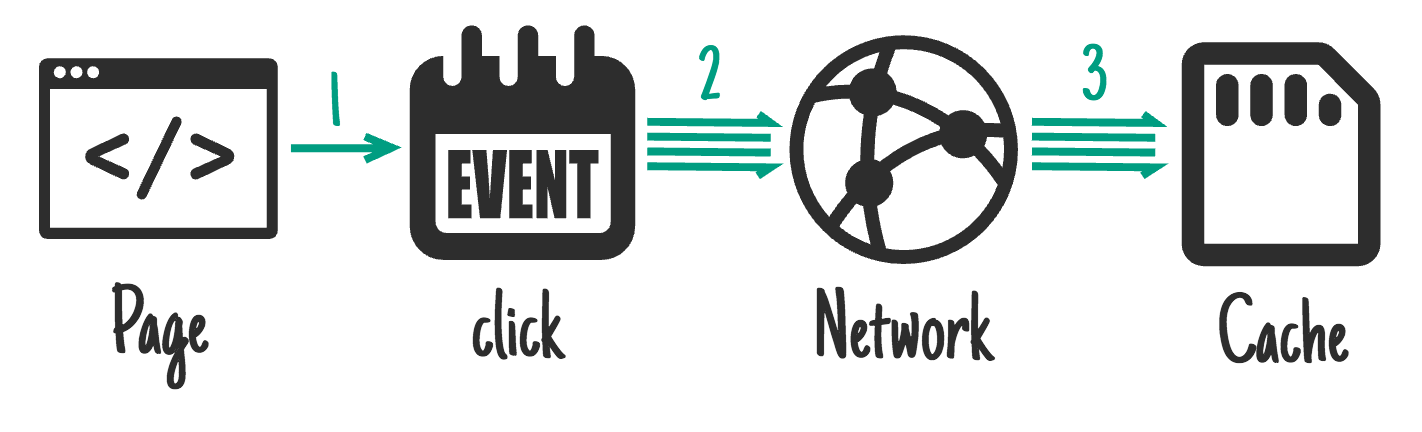 1
2
3
</>
EVENT
Page
click
Network
Cache